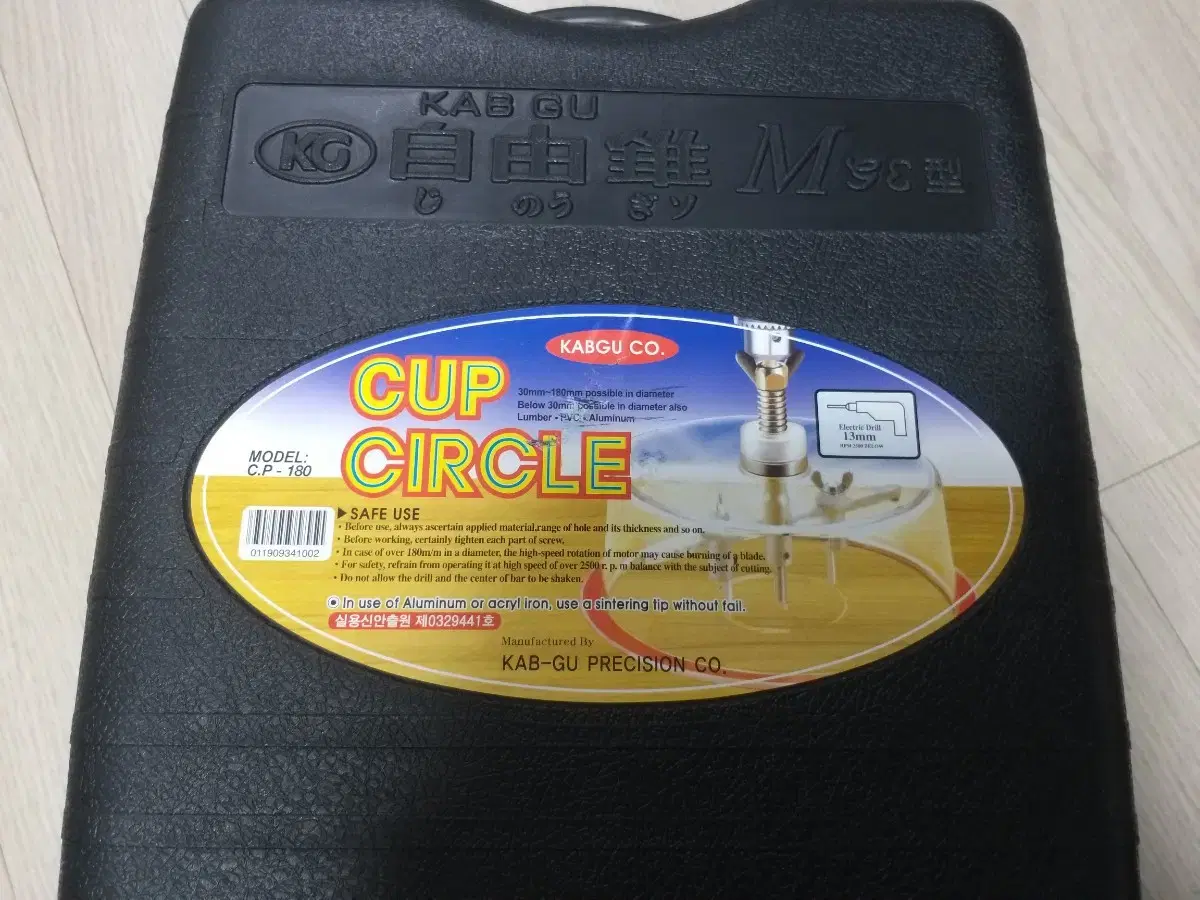 KAB GU
KG 自由錐 M 형
じ のう ぎソ
KABGU CO.
CUP
CIRCLE
30mm~180mm possible in diameter
Below 30mm possible in diameter also
Lumber • PVC • Aluminum
Electric Drill
13mm
RPM 2500 BELOW
MODEL:
C.P - 180
011909341002
▶SAFE USE
• Before use, always ascertain applied material,range of hole and its thickness and so on.
• Before working, certainly tighten each part of screw.
• In case of over 180m/m in a diameter, the high-speed rotation of motor may cause burning of a blade.
• For safety, refrain from operating it at high speed of over 2500 r. p. m balance with the subject of cutting.
• Do not allow the drill and the center of bar to be shaken.
◉ In use of Aluminum or acryl iron, use a sintering tip without fail.
실용신안출원 제0329441호
Manufactured By
KAB-GU PRECISION CO.